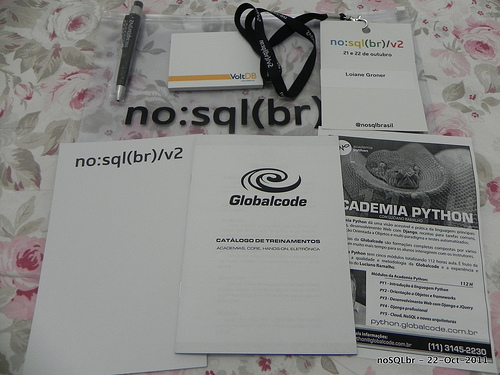 no:sql(br)/v2
21 e 22 de outubro
Loiane Groner
@nosqlbrasil
VoltDB
no:sql(br)
no:sql(br)/v2
Globalcode
CATÁLOGO DE TREINAMENTOS
ACADEMIAS, CORE, HANDS-ON, ELETRÔNICA
academia
python
CADEMIA PYTHON
Módulos da Academia Python: 112 H
PY1 - Introdução à linguagem Python
PY2 - Orientação a Objetos e frameworks
PY3 - Desenvolvimento Web com Django e JQuery
PY4 - Django profissional
PY5 - Cloud, NoSQL e novas arquiteturas
python.globalcode.com.br
(11) 3145-2230
noSQLbr - 22-Oct-2011